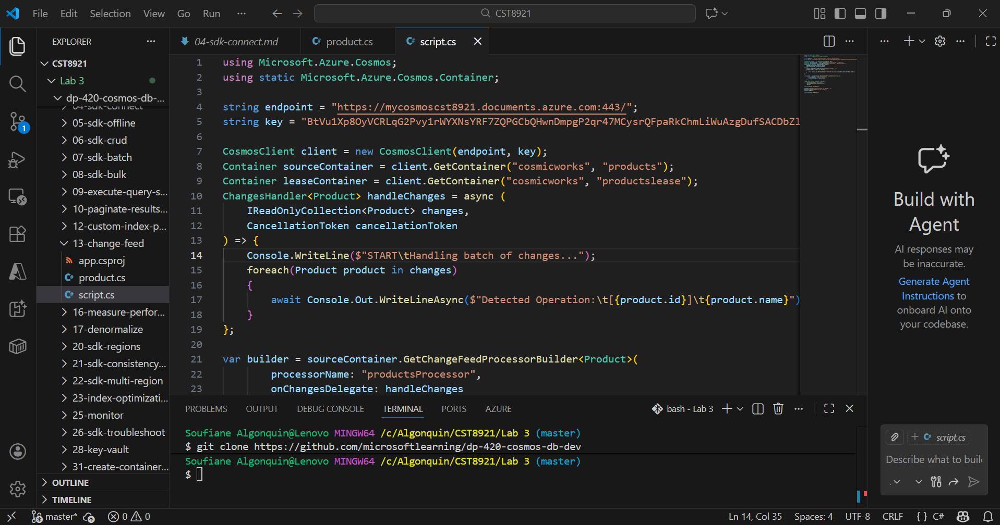 File Edit Selection View Go Run ··· CST8921
EXPLORER ···
CST8921
Lab 3
dp-420-cosmos-db-...
04-sdk-connect
05-sdk-offline
06-sdk-crud
07-sdk-batch
08-sdk-bulk
09-execute-query-s...
10-paginate-results...
12-custom-index-p...
13-change-feed
app.csproj
product.cs
script.cs
16-measure-perfor...
17-denormalize
20-sdk-regions
21-sdk-consistency...
22-sdk-multi-region
23-index-optimizati...
25-monitor
26-sdk-troubleshoot
28-key-vault
31-create-container...
OUTLINE
TIMELINE
1
04-sdk-connect.md product.cs script.cs
1 using Microsoft.Azure.Cosmos;
2 using static Microsoft.Azure.Cosmos.Container;
3
4 string endpoint = "https://mycosmoscst8921.documents.azure.com:443/";
5 string key = "BtVu1Xp8OyVCRLqG2Pvy1rWYXNsYRF7ZQPGCbQHwnDmpgP2qr47MCysrQFpaRkChmLiWuAzgDufSACDbZl
6
7 CosmosClient client = new CosmosClient(endpoint, key);
8 Container sourceContainer = client.GetContainer("cosmicworks", "products");
9 Container leaseContainer = client.GetContainer("cosmicworks", "productslease");
10 ChangesHandler<Product> handleChanges = async (
11 IReadOnlyCollection<Product> changes,
12 CancellationToken cancellationToken
13 ) => {
14 Console.WriteLine($"START\tHandling batch of changes...");
15 foreach(Product product in changes)
16 {
17 await Console.Out.WriteLineAsync($"Detected Operation:\t[{product.id}]\t{product.name}")
18 }
19 };
20
21 var builder = sourceContainer.GetChangeFeedProcessorBuilder<Product>(
22 processorName: "productsProcessor",
23 onChangesDelegate: handleChanges
PROBLEMS OUTPUT DEBUG CONSOLE TERMINAL PORTS AZURE bash - Lab 3
Soufiane Algonquin@Lenovo MINGW64 /c/Algonquin/CST8921/Lab 3 (master)
$ git clone https://github.com/microsoftlearning/dp-420-cosmos-db-dev
Soufiane Algonquin@Lenovo MINGW64 /c/Algonquin/CST8921/Lab 3 (master)
$
Build with
Agent
AI responses may
be inaccurate.
Generate Agent
Instructions to
onboard AI onto
your codebase.
script.cs
Describe what to buil
master* 0 0 Ln 14, Col 35 Spaces: 4 UTF-8 CRLF { } C#